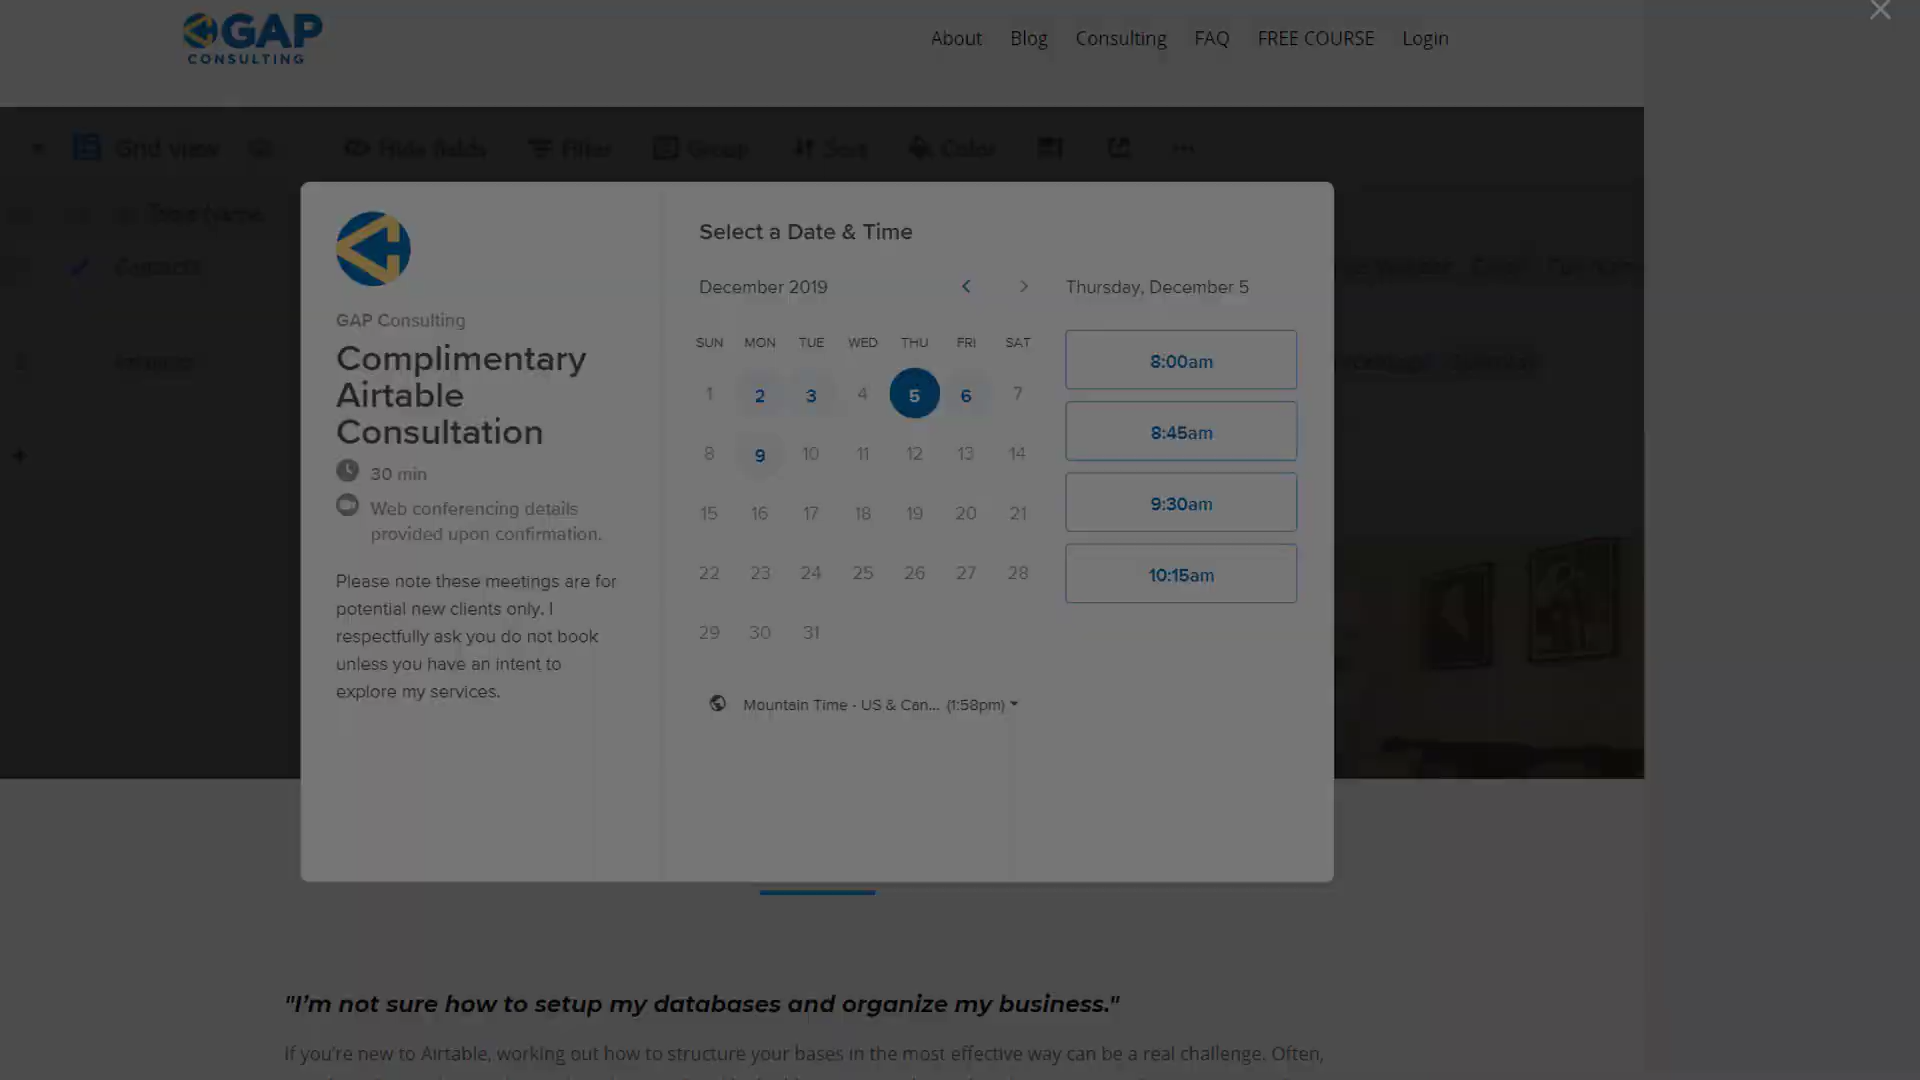 GAP
CONSULTING
About Blog Consulting FAQ FREE COURSE Login
Grid view Hide fields Filter Group Sort Color
Table Name
Contacts
Select a Date & Time
December 2019
Thursday, December 5
GAP Consulting
Complimentary
Airtable
Consultation
30 min
Web conferencing details
provided upon confirmation.
Please note these meetings are for
potential new clients only. I
respectfully ask you do not book
unless you have an intent to
explore my services.
SUN MON TUE WED THU FRI SAT
1 2 3 4 5 6 7
8 9 10 11 12 13 14
15 16 17 18 19 20 21
22 23 24 25 26 27 28
29 30 31
Mountain Time - US & Can... (1:58pm)
8:00am
8:45am
9:30am
10:15am
"I'm not sure how to setup my databases and organize my business."
If you're new to Airtable, working out how to structure your bases in the most effective way can be a real challenge. Often,